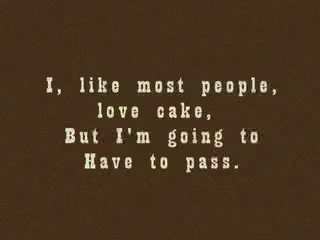 I, like most people,
love cake,
But I'm going to
Have to pass.